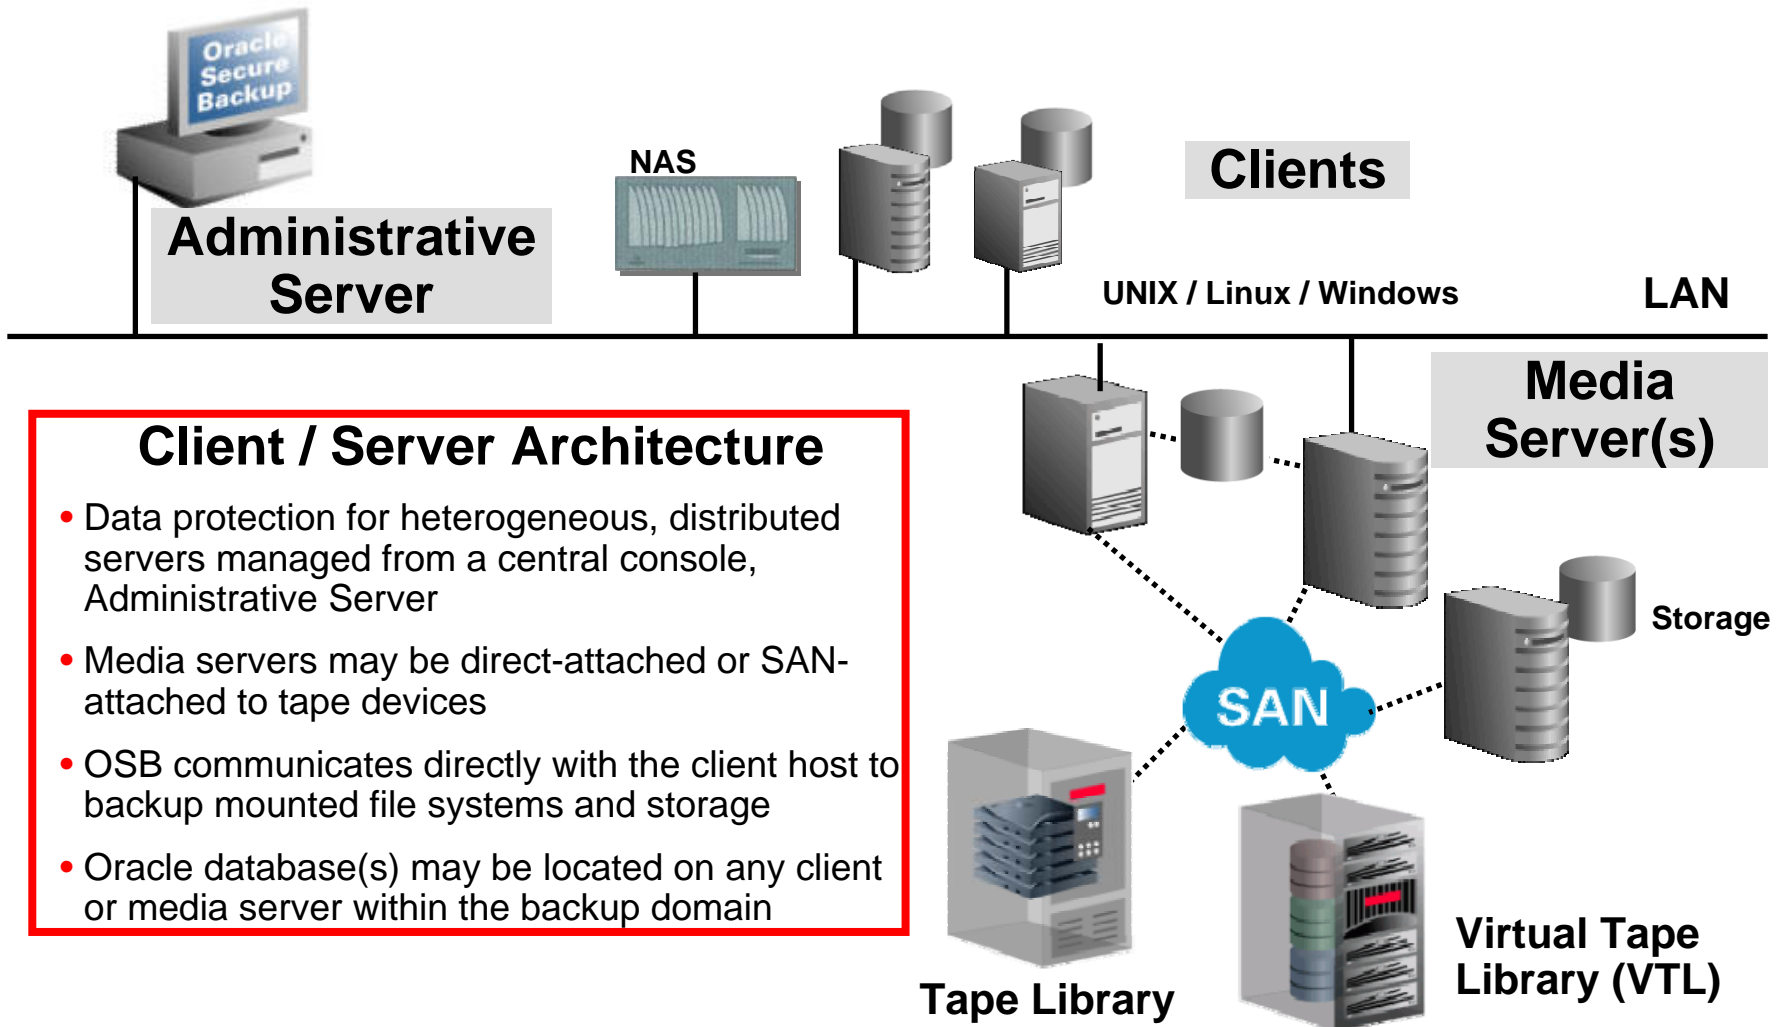 Oracle
Secure
Backup
NAS
Clients
Administrative
Server
UNIX / Linux / Windows
LAN
Media
Server(s)
Client / Server Architecture
• Data protection for heterogeneous, distributed
servers managed from a central console,
Administrative Server
• Media servers may be direct-attached or SAN-
attached to tape devices
• OSB communicates directly with the client host to
backup mounted file systems and storage
• Oracle database(s) may be located on any client
or media server within the backup domain
Storage
SAN
Tape Library
Virtual Tape
Library (VTL)